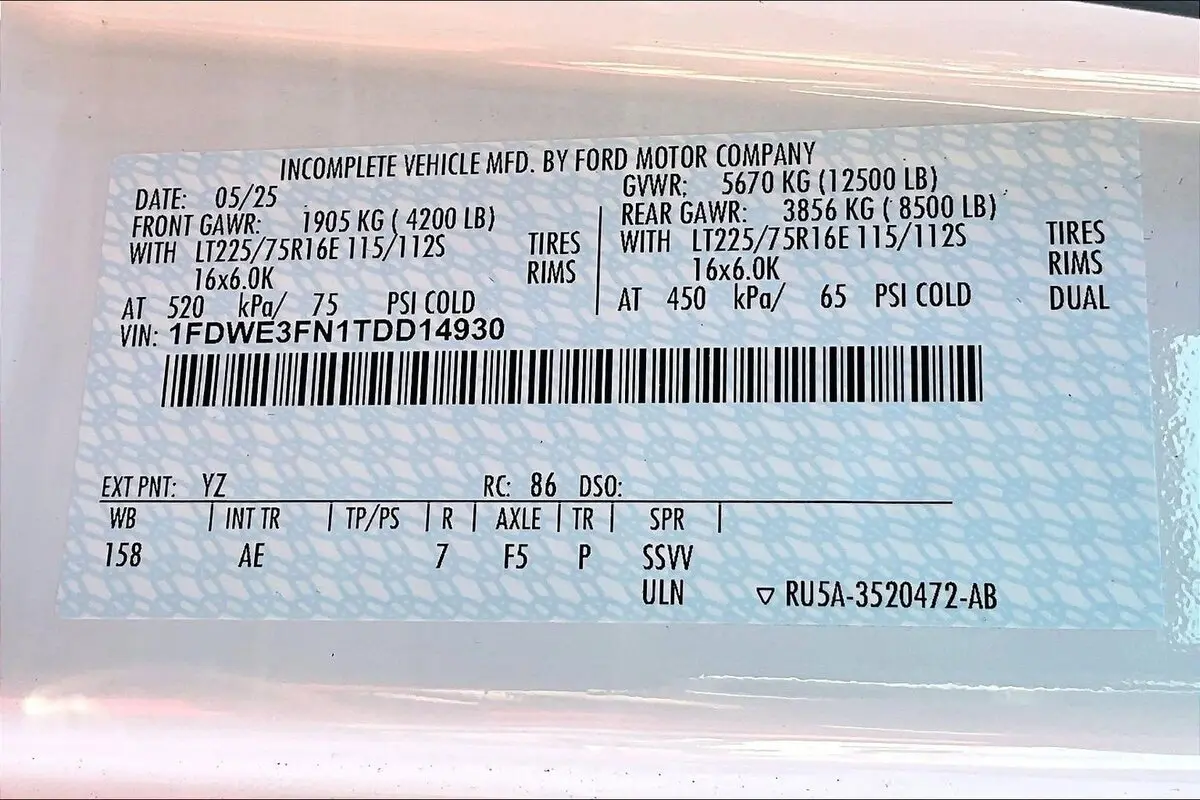 INCOMPLETE VEHICLE MFD. BY FORD MOTOR COMPANY
DATE: 05/25 GVWR: 5670 KG (12500 LB)
FRONT GAWR: 1905 KG ( 4200 LB) REAR GAWR: 3856 KG ( 8500 LB)
WITH LT225/75R16E 115/112S TIRES WITH LT225/75R16E 115/112S TIRES
16x6.0K RIMS 16x6.0K RIMS
AT 520 kPa/ 75 PSI COLD AT 450 kPa/ 65 PSI COLD DUAL
VIN: 1FDWE3FN1TDD14930
EXT PNT: YZ RC: 86 DSO:
WB | INT TR | TP/PS | R | AXLE | TR | SPR |
158 AE 7 F5 P SSVV
ULN ▽ RU5A-3520472-AB